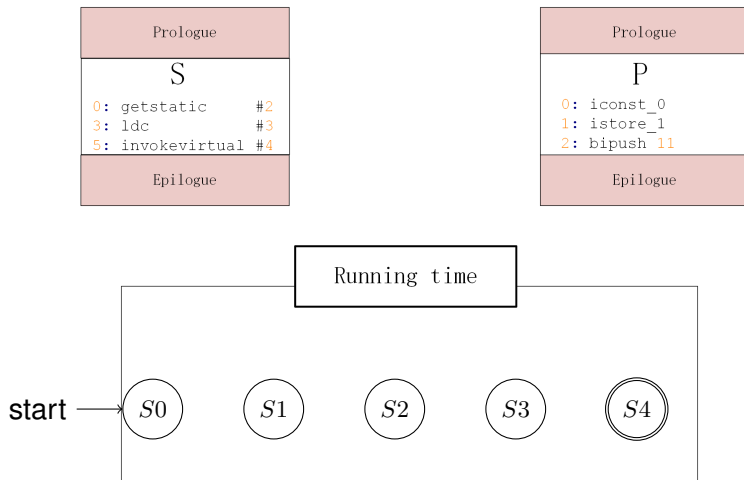 Prologue
S
0: getstatic #2
3: ldc #3
5: invokevirtual #4
Epilogue
Prologue
P
0: iconst_0
1: istore_1
2: bipush 11
Epilogue
Running time
start
S0
S1
S2
S3
S4